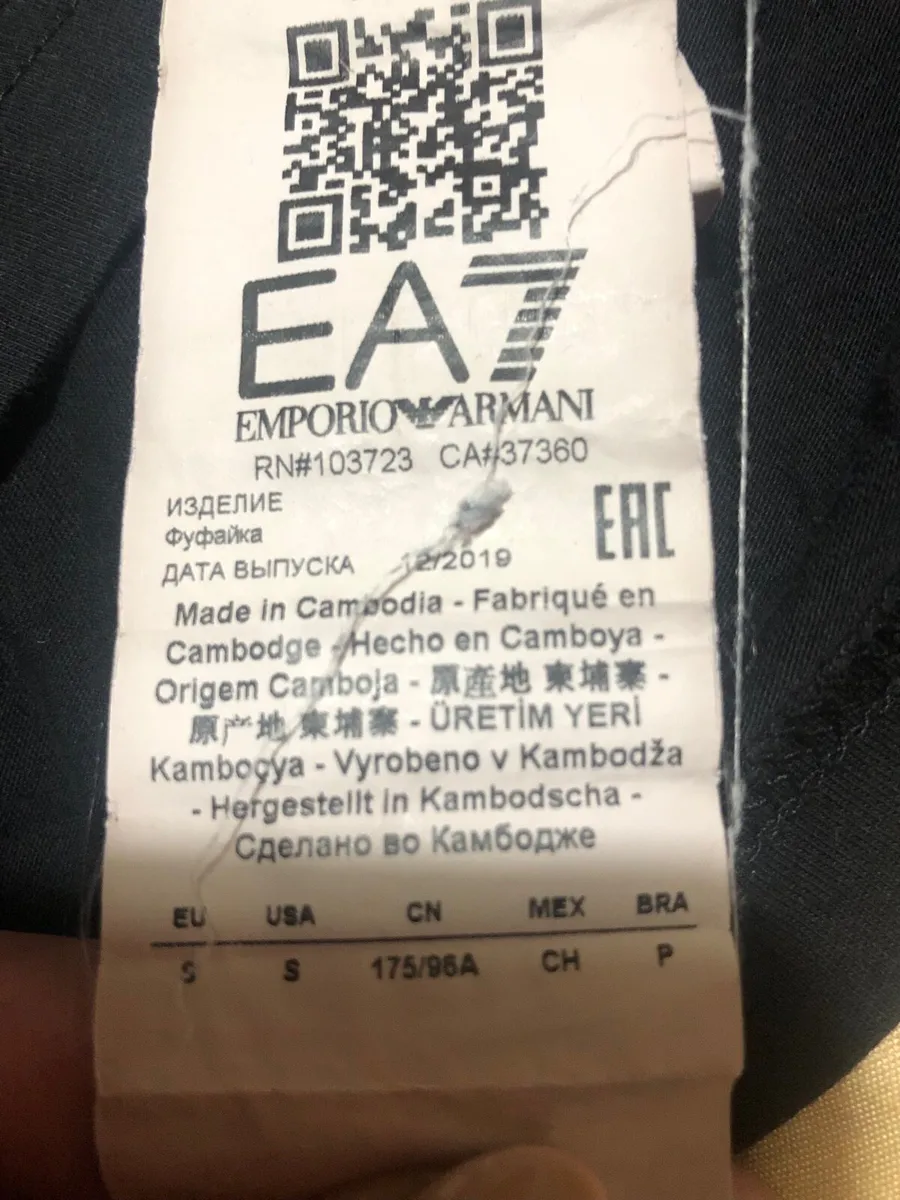 EA7
EMPORIO ARMANI
RN#103723 CA#37360
ИЗДЕЛИЕ
Фуфайка
EAC
ДАТА ВЫПУСКА 12/2019
Made in Cambodia - Fabriqué en
Cambodge - Hecho en Camboya -
Origem Camboja - 原産地 柬埔寨 -
原产地 柬埔寨 - ÜRETİM YERİ
Kamboçya - Vyrobeno v Kambodža
- Hergestellt in Kambodscha -
Сделано во Камбодже
EU USA CN MEX BRA
S S 175/96A CH P